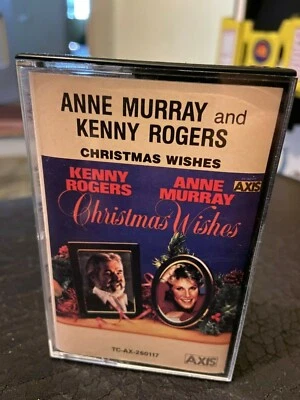 ANNE MURRAY and
KENNY ROGERS
CHRISTMAS WISHES
KENNY ROGERS
ANNE MURRAY
AXIS
Christmas Wishes
TC-AX-260117
AXIS